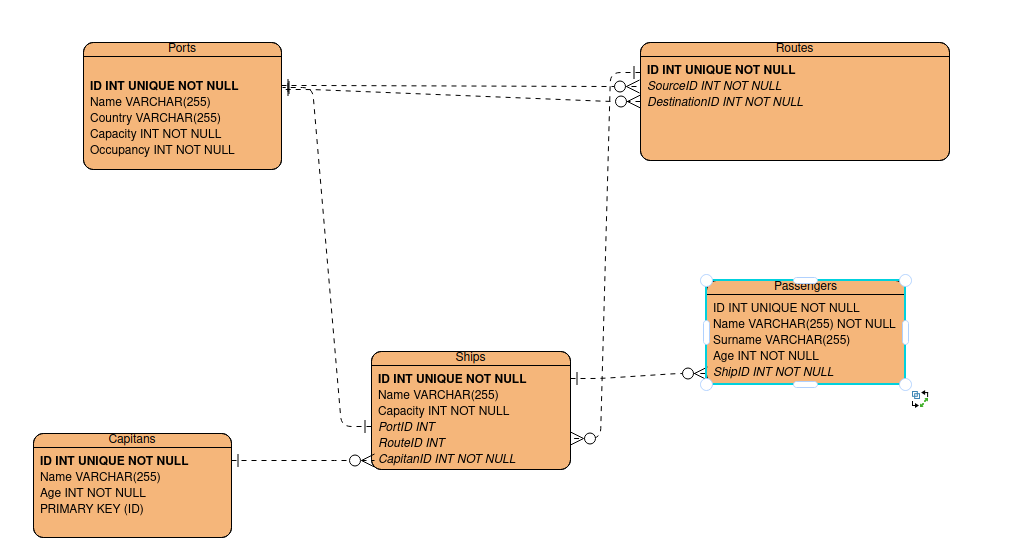 Ports
ID INT UNIQUE NOT NULL
Name VARCHAR(255)
Country VARCHAR(255)
Capacity INT NOT NULL
Occupancy INT NOT NULL
Routes
ID INT UNIQUE NOT NULL
SourceID INT NOT NULL
DestinationID INT NOT NULL
Passengers
ID INT UNIQUE NOT NULL
Name VARCHAR(255) NOT NULL
Surname VARCHAR(255)
Age INT NOT NULL
ShipID INT NOT NULL
Ships
ID INT UNIQUE NOT NULL
Name VARCHAR(255)
Capacity INT NOT NULL
PortID INT
RouteID INT
CapitanID INT NOT NULL
Capitans
ID INT UNIQUE NOT NULL
Name VARCHAR(255)
Age INT NOT NULL
PRIMARY KEY (ID)